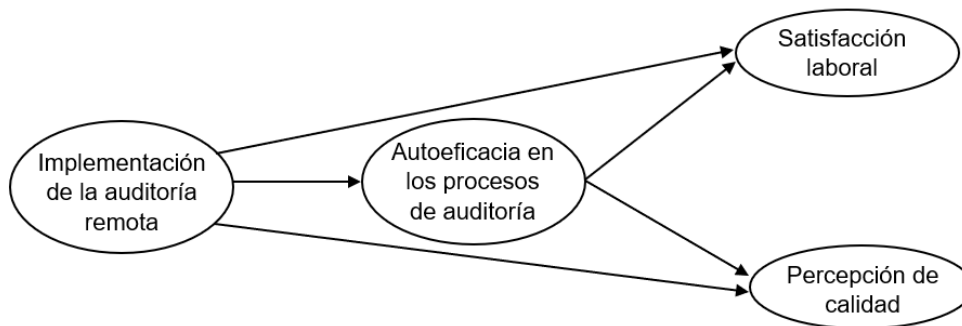 Satisfacción
laboral
Implementación
de la auditoría
remota
Autoeficacia en
los procesos
de auditoría
Percepción de
calidad